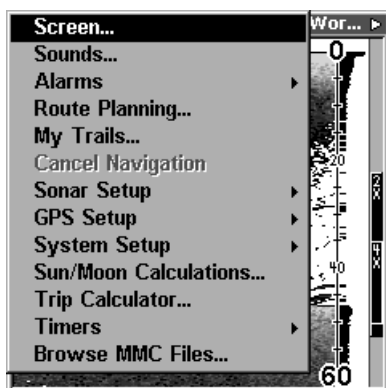 Screen...
Wor...
Sounds...
0
Alarms
Route Planning...
My Trails...
Cancel Navigation
20
Sonar Setup
2x
GPS Setup
System Setup
4x
Sun/Moon Calculations...
40
Trip Calculator...
Timers
Browse MMC Files...
60